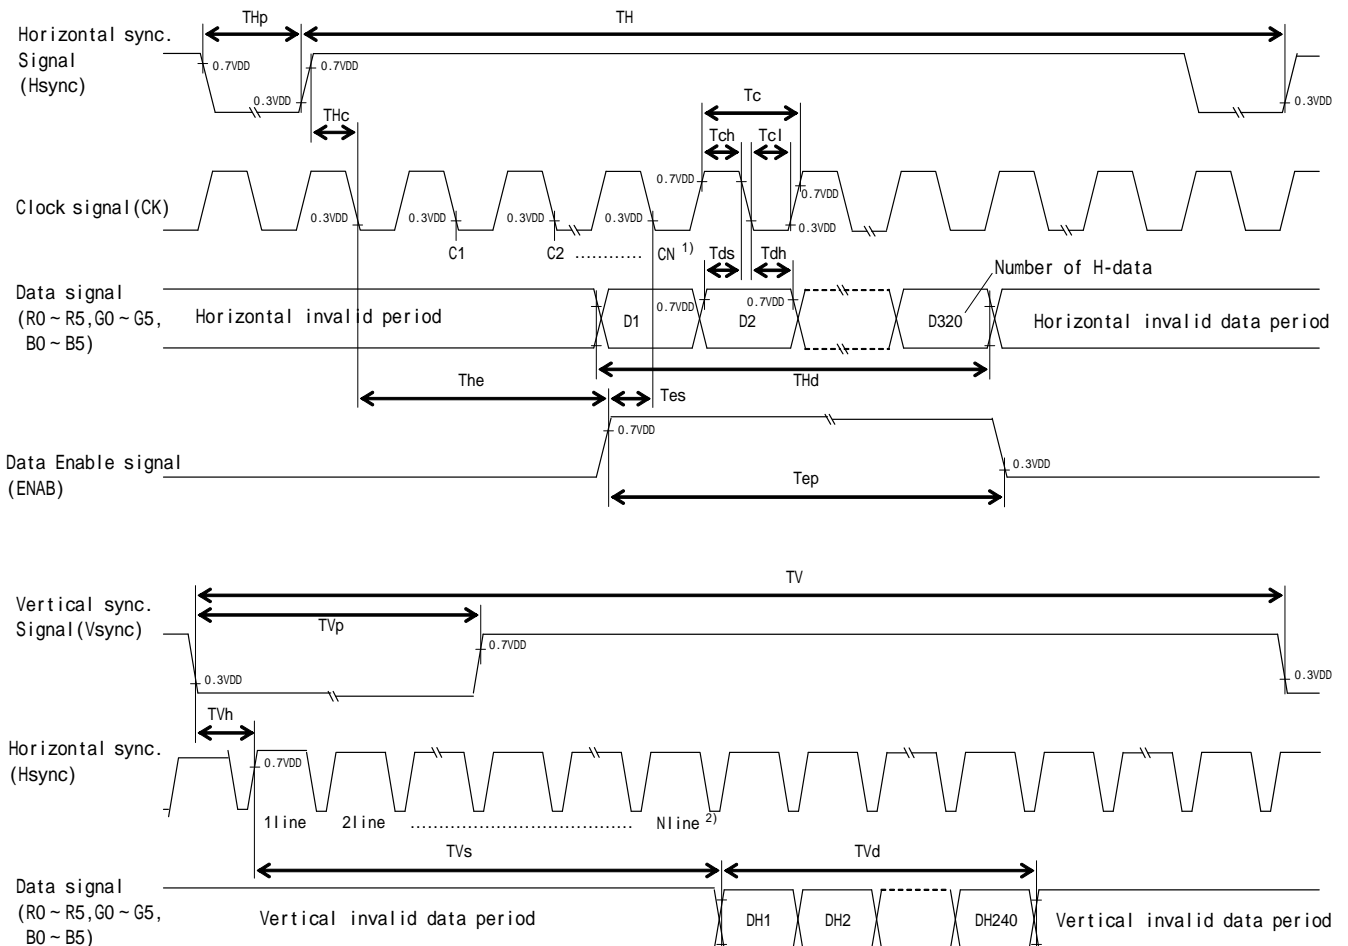 THp
TH
Horizontal sync.
Signal
(Hsync)
0.7VDD
0.7VDD
0.3VDD
0.3VDD
THc
Tc
Tch
Tcl
Clock signal(CK)
0.3VDD
0.3VDD
0.3VDD
0.3VDD
0.7VDD
0.7VDD
0.3VDD
C1
C2
............
CN 1)
Tds
Tdh
Number of H-data
Data signal
(R0～R5,G0～G5,
B0～B5)
Horizontal invalid period
D1
0.7VDD
D2
0.7VDD
D320
Horizontal invalid data period
The
Tes
THd
0.7VDD
Data Enable signal
(ENAB)
Tep
0.3VDD
TV
Vertical sync.
Signal(Vsync)
TVp
0.7VDD
0.3VDD
0.3VDD
TVh
Horizontal sync.
(Hsync)
0.7VDD
1line
2line
.......................................
Nline 2)
TVs
TVd
Data signal
(R0～R5,G0～G5,
B0～B5)
Vertical invalid data period
DH1
DH2
DH240
Vertical invalid data period